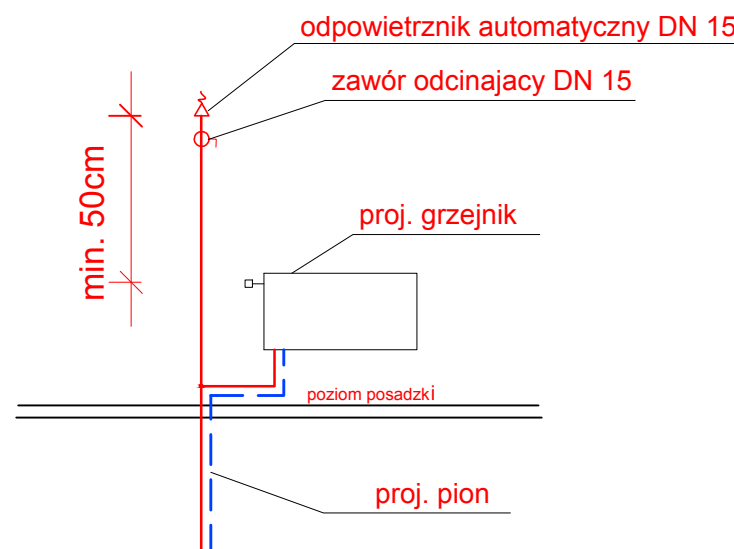 odpowietrznik automatyczny DN 15
zawór odcinajacy DN 15
min. 50cm
proj. grzejnik
poziom posadzki
proj. pion